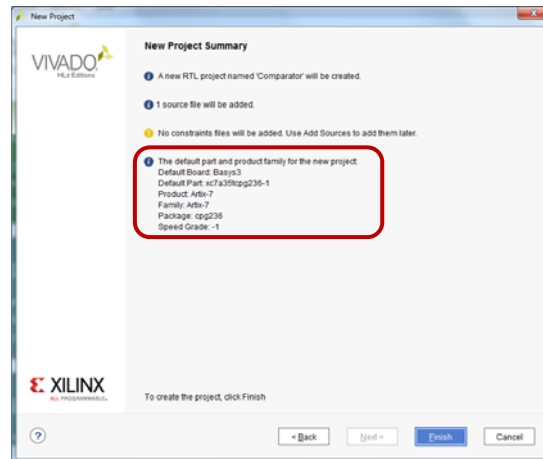 New Project
VIVADO
HLx Editions
New Project Summary
A new RTL project named 'Comparator' will be created.
1 source file will be added.
No constraints files will be added. Use Add Sources to add them later.
The default part and product family for the new project:
Default Board: Basys3
Default Part: xc7a35tcpg236-1
Product: Artix-7
Family: Artix-7
Package: cpg236
Speed Grade: -1
XILINX
ALL PROGRAMMABLE.
To create the project, click Finish
?
< Back
Next >
Finish
Cancel